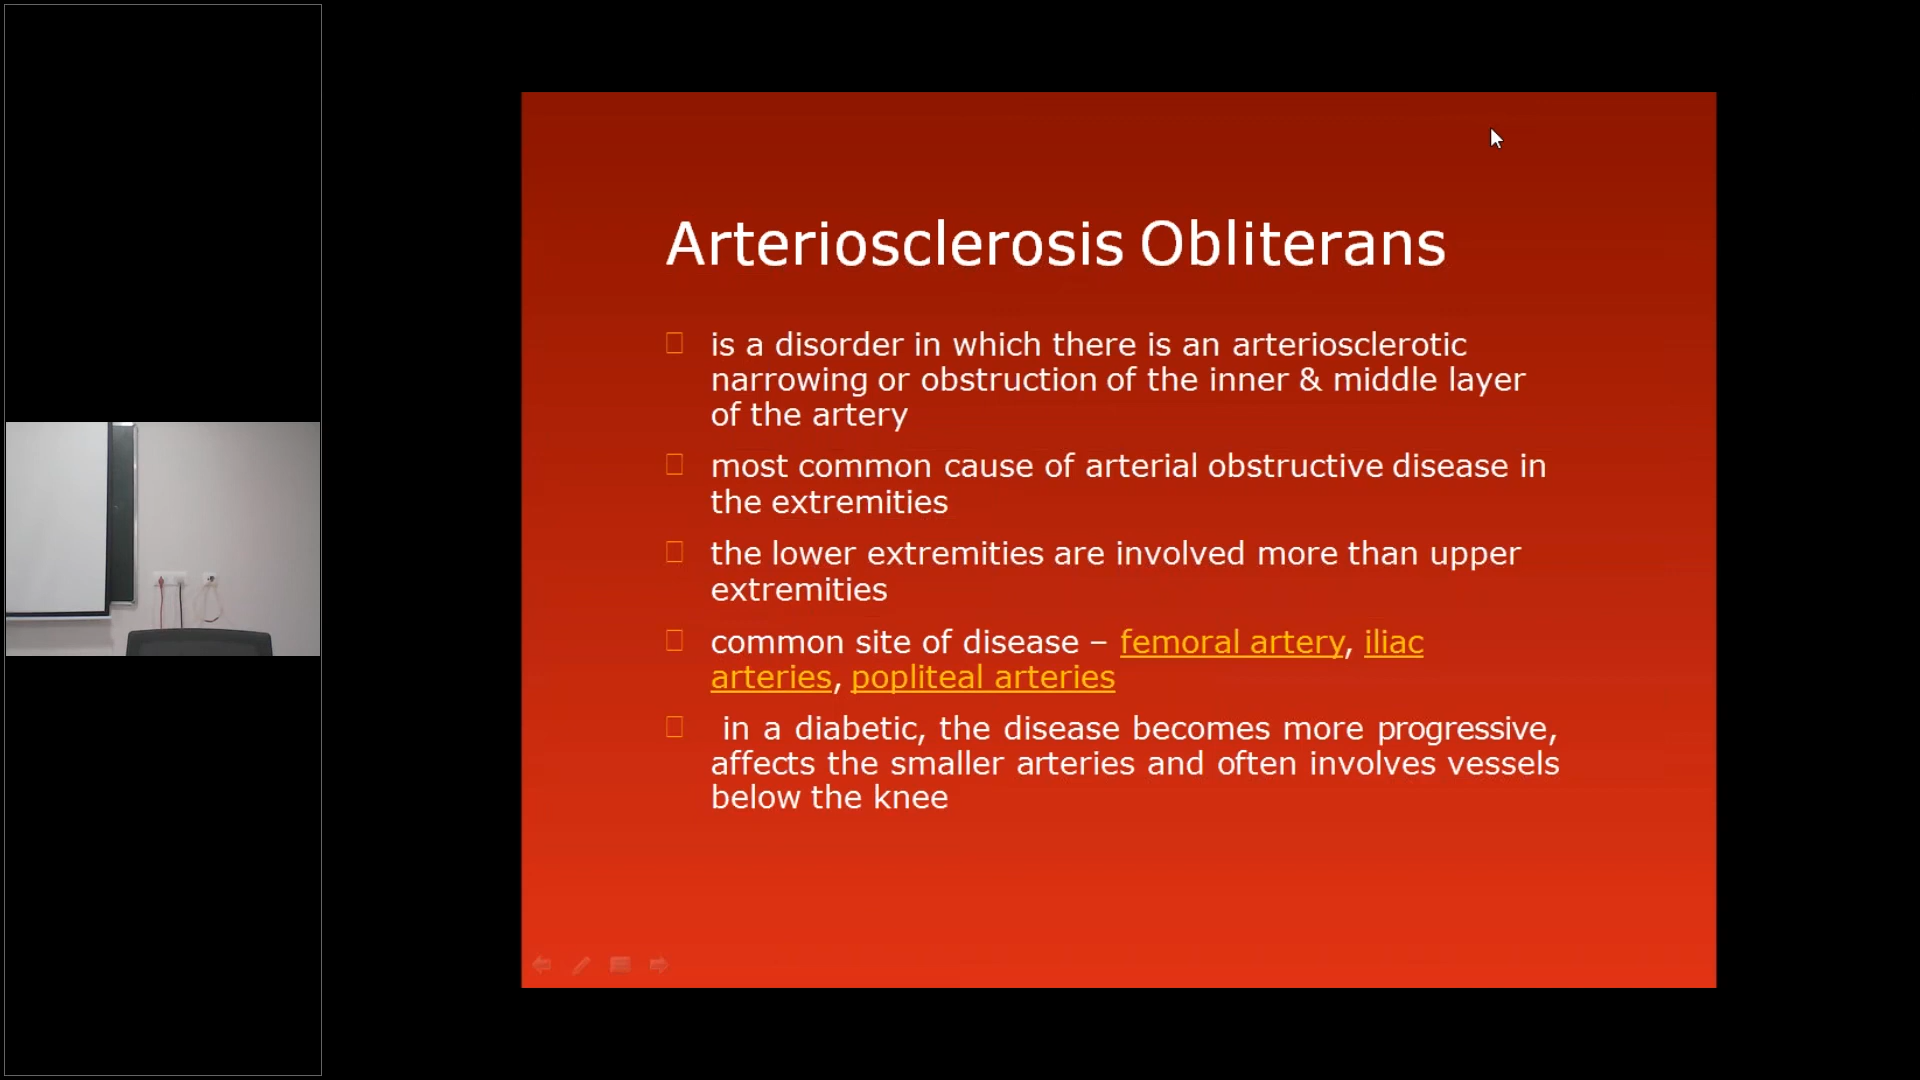 Arteriosclerosis Obliterans
is a disorder in which there is an arteriosclerotic
narrowing or obstruction of the inner & middle layer
of the artery
most common cause of arterial obstructive disease in
the extremities
the lower extremities are involved more than upper
extremities
common site of disease – femoral artery, iliac
arteries, popliteal arteries
in a diabetic, the disease becomes more progressive,
affects the smaller arteries and often involves vessels
below the knee